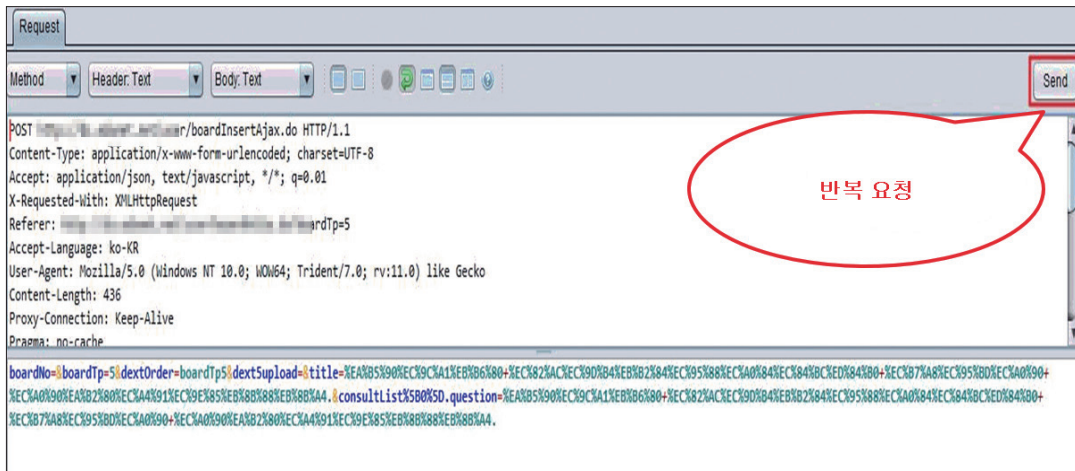 Request
Method Header: Text Body: Text Send
POST r/boardInsertAjax.do HTTP/1.1
Content-Type: application/x-www-form-urlencoded; charset=UTF-8
Accept: application/json, text/javascript, */*; q=0.01
X-Requested-With: XMLHttpRequest
Referer: ardTp=5
Accept-Language: ko-KR
User-Agent: Mozilla/5.0 (Windows NT 10.0; WOW64; Trident/7.0; rv:11.0) like Gecko
Content-Length: 436
Proxy-Connection: Keep-Alive
Pragma: no-cache
반복 요청
boardNo=&boardTp=5&dextOrder=boardTp5&dext5upload=&title=%EA%B5%90%EC%9C%A1%EB%B6%80+%EC%82%AC%EC%9D%B4%EB%B2%84%EC%95%88%EC%A0%84%EC%84%BC%ED%84%B0+%EC%B7%A8%EC%95%BD%EC%A0%90+
%EC%A0%90%EA%B2%80%EC%A4%91%EC%9E%85%EB%8B%88%EB%8B%A4.&consultList%5B0%5D.question=%EA%B5%90%EC%9C%A1%EB%B6%80+%EC%82%AC%EC%9D%B4%EB%B2%84%EC%95%88%EC%A0%84%EC%84%BC%ED%84%B0+
%EC%B7%A8%EC%95%BD%EC%A0%90+%EC%A0%90%EA%B2%80%EC%A4%91%EC%9E%85%EB%8B%88%EB%8B%A4.